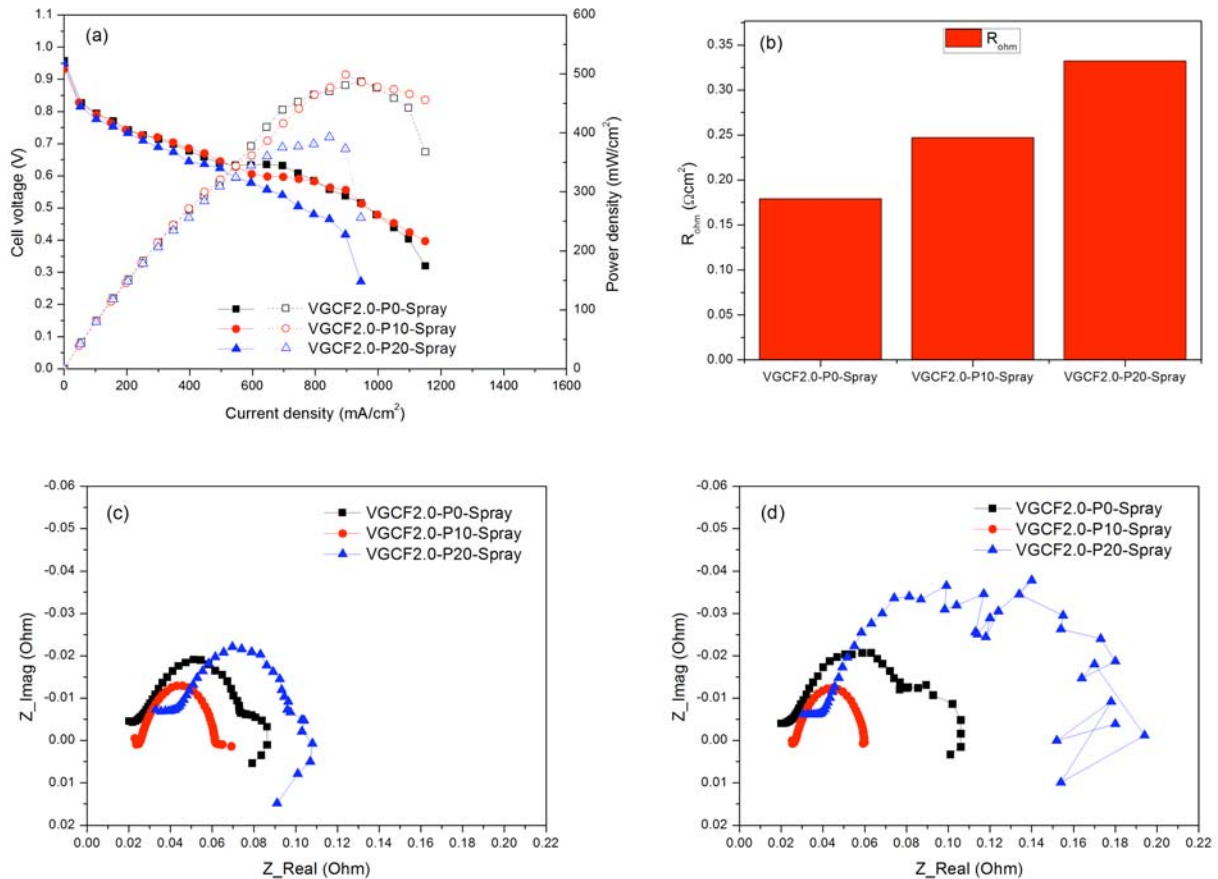 (a)
1.1
1.0
0.9
0.8
0.7
0.6
0.5
0.4
0.3
0.2
0.1
0.0
Cell voltage (V)
600
500
400
300
200
100
0
Power density (mW/cm²)
VGCF2.0-P0-Spray
VGCF2.0-P10-Spray
VGCF2.0-P20-Spray
0 200 400 600 800 1000 1200 1400 1600
Current density (mA/cm²)
(b)
R_ohm
0.35
0.30
0.25
0.20
0.15
0.10
0.05
0.00
R_ohm (Ωcm²)
VGCF2.0-P0-Spray VGCF2.0-P10-Spray VGCF2.0-P20-Spray
(c)
-0.06
-0.05
-0.04
-0.03
-0.02
-0.01
0.00
0.01
0.02
Z_Imag (Ohm)
VGCF2.0-P0-Spray
VGCF2.0-P10-Spray
VGCF2.0-P20-Spray
0.00 0.02 0.04 0.06 0.08 0.10 0.12 0.14 0.16 0.18 0.20 0.22
Z_Real (Ohm)
(d)
-0.06
-0.05
-0.04
-0.03
-0.02
-0.01
0.00
0.01
0.02
Z_Imag (Ohm)
VGCF2.0-P0-Spray
VGCF2.0-P10-Spray
VGCF2.0-P20-Spray
0.00 0.02 0.04 0.06 0.08 0.10 0.12 0.14 0.16 0.18 0.20 0.22
Z_Real (Ohm)